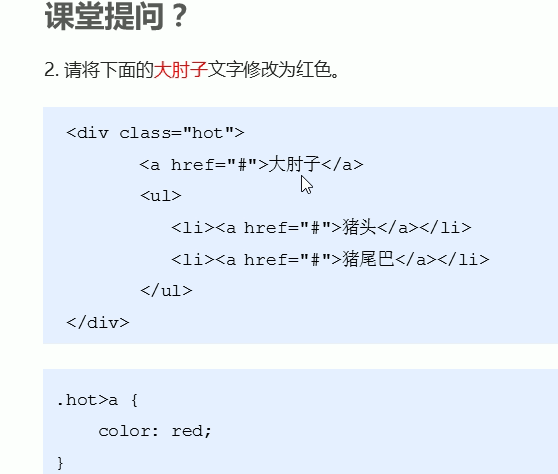 课堂提问？
2. 请将下面的大肘子文字修改为红色。
<div class="hot">
<a href="#">大肘子</a>
<ul>
<li><a href="#">猪头</a></li>
<li><a href="#">猪尾巴</a></li>
</ul>
</div>
.hot>a {
color: red;
}